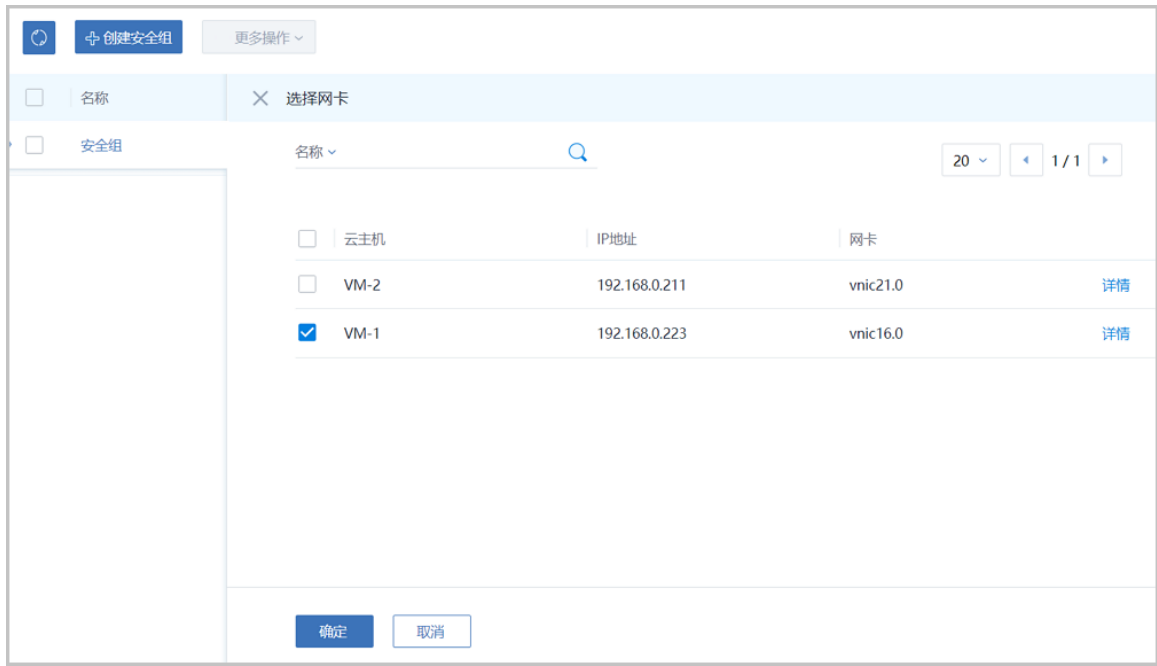 创建安全组 更多操作
名称 选择网卡
安全组 名称 20 1 / 1
云主机 IP地址 网卡
VM-2 192.168.0.211 vnic21.0 详情
VM-1 192.168.0.223 vnic16.0 详情
确定 取消